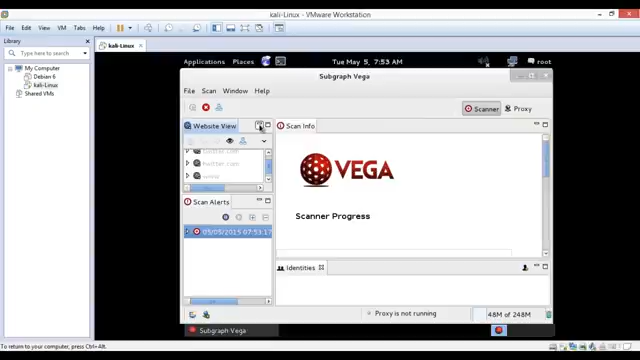 kali-Linux - VMware Workstation
File Edit View VM Tabs Help
Library
Type here to search
My Computer
Debian 6
kali-Linux
Shared VMs
kali-Linux
Applications Places Tue May 5, 7:53 AM root
Subgraph Vega
File Scan Window Help
Scanner Proxy
Website View
twitter.com
Scan Alerts
05/05/2015 07:53:17
Scan Info
VEGA
Scanner Progress
Identities
Proxy is not running 48M of 248M
Subgraph Vega
To return to your computer, press Ctrl+Alt.